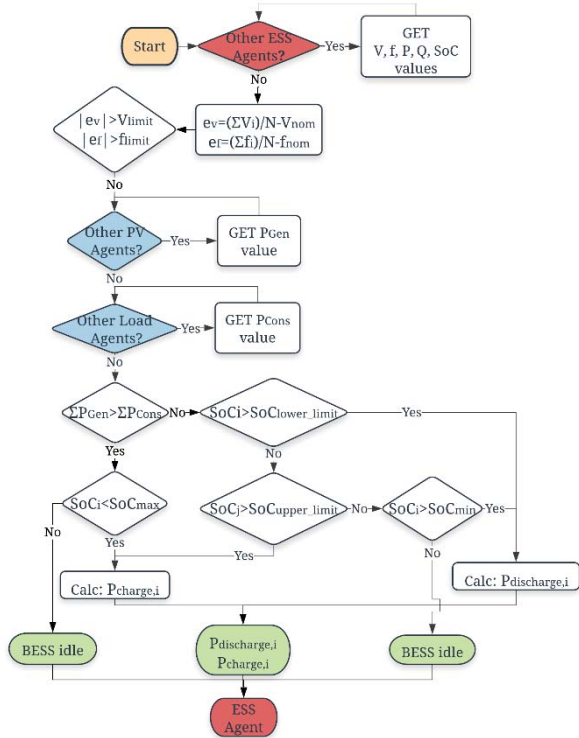 Start
Other ESS
Agents?
Yes
GET
V, f, P, Q, SoC
values
No
|ev|>Vlimit
|ef|>flimit
ev=(ΣVi)/N-Vnom
ef=(Σfi)/N-fnom
No
Other PV
Agents?
Yes
GET PGen
value
No
Other Load
Agents?
Yes
GET PCons
value
No
ΣPGen>ΣPCons
No
SoCi>SoClower_limit
Yes
Yes
No
SoCi<SoCmax
SoCj>SoCupper_limit
No
SoCi>SoCmin
Yes
No
Yes
Yes
No
Calc: Pcharge,i
Calc: Pdischarge,i
BESS idle
Pdischarge,i
Pcharge,i
BESS idle
ESS
Agent